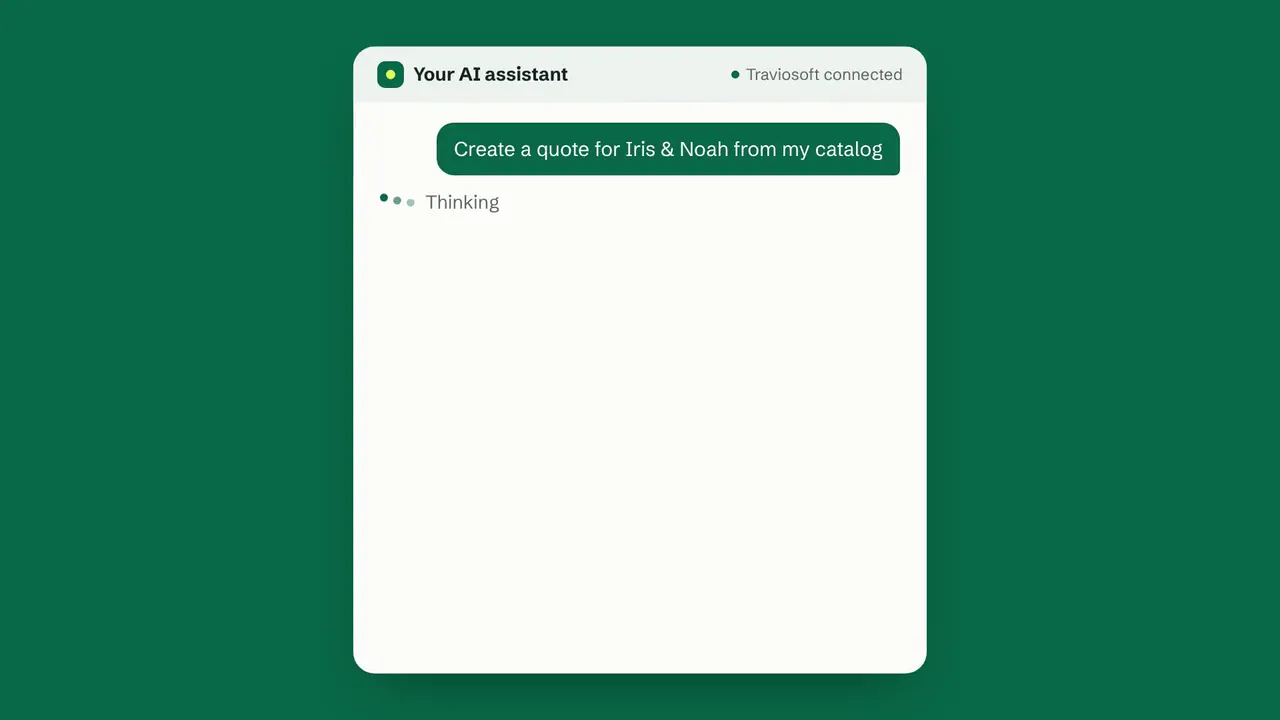 Your AI assistant
Traviosoft connected
Create a quote for Iris & Noah from my catalog
Thinking